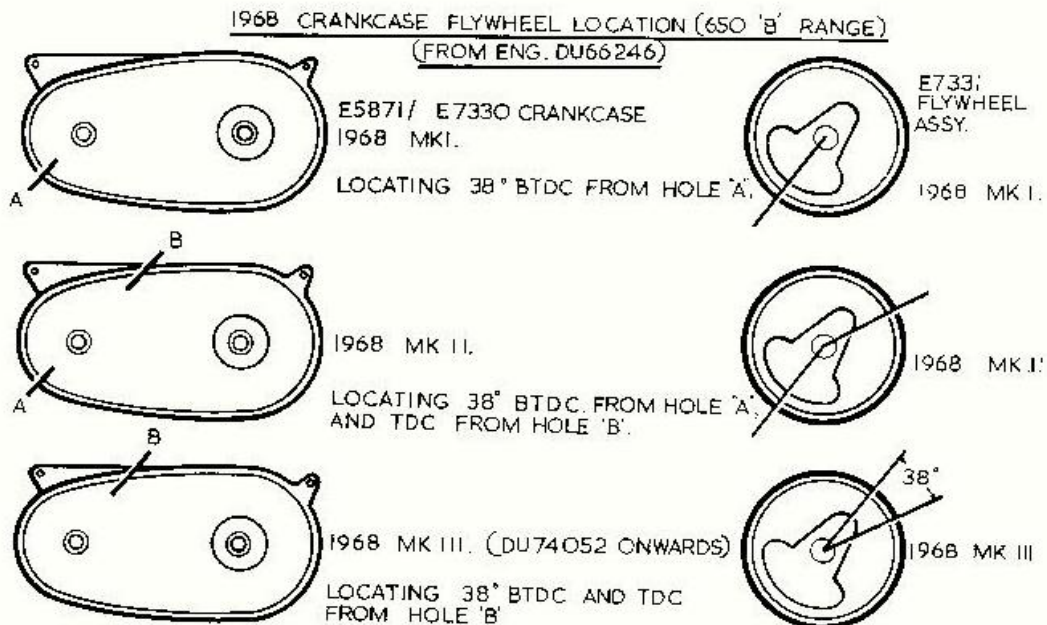 1968 CRANKCASE FLYWHEEL LOCATION (650 'B' RANGE)
(FROM ENG. DU66246)
E5871/ E7330 CRANKCASE
1968 MKI.
LOCATING 38° BTDC FROM HOLE "A",
A
E7331
FLYWHEEL
ASSY.
1968 MK I.
B
A
1968 MK II.
LOCATING 38° BTDC. FROM HOLE "A",
AND TDC FROM HOLE 'B'.
1968 MK I.'
B
1968 MK III. (DU74052 ONWARDS)
LOCATING 38° BTDC AND TDC
FROM HOLE 'B'
38°
1968 MK III